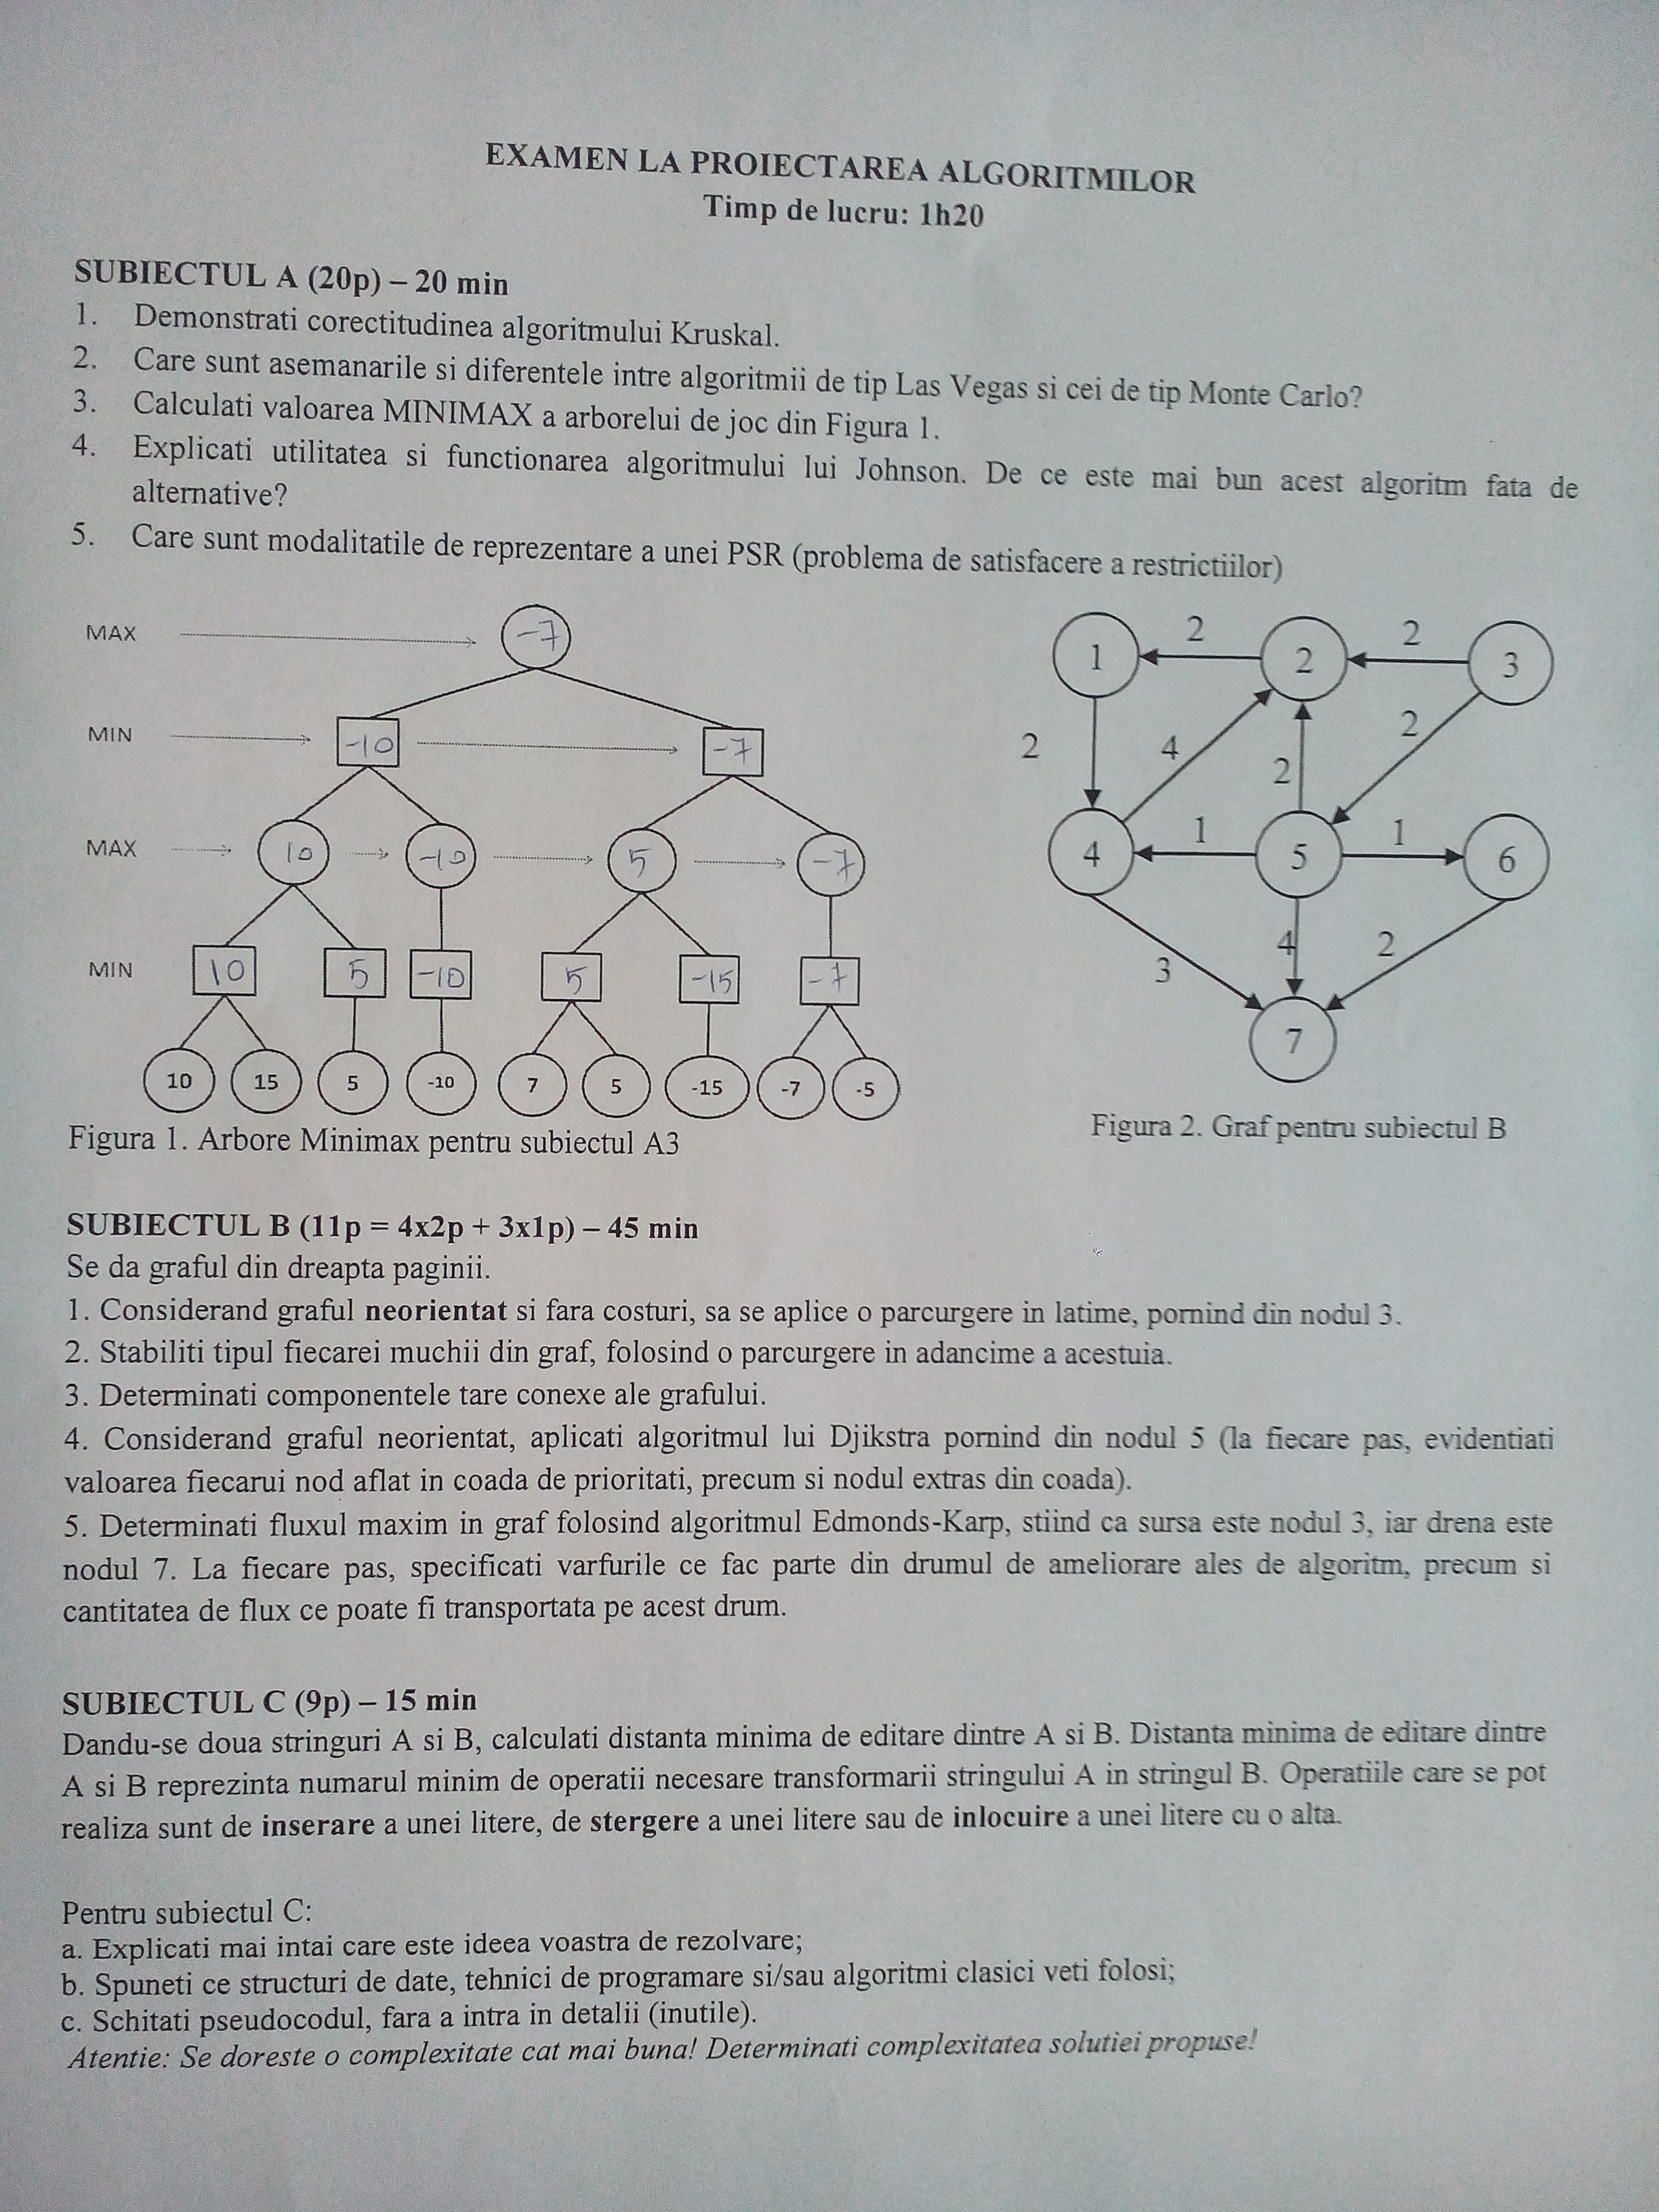 EXAMEN LA PROIECTAREA ALGORITMILOR
Timp de lucru: 1h20
SUBIECTUL A (20p) – 20 min
1. Demonstrati corectitudinea algoritmului Kruskal.
2. Care sunt asemanarile si diferentele intre algoritmii de tip Las Vegas si cei de tip Monte Carlo?
3. Calculati valoarea MINIMAX a arborelui de joc din Figura 1.
4. Explicati utilitatea si functionarea algoritmului lui Johnson. De ce este mai bun acest algoritm fata de
alternative?
5. Care sunt modalitatile de reprezentare a unei PSR (problema de satisfacere a restrictiilor)
MAX -7
MIN -10 -7
MAX 10 -10 5 -7
MIN 10 5 -10 5 -15 -7
10 15 5 -10 7 5 -15 -7 -5
Figura 1. Arbore Minimax pentru subiectul A3
2 2
1 2 3
2 4 2 2
1 1
4 5 6
3 4 2
7
Figura 2. Graf pentru subiectul B
SUBIECTUL B (11p = 4x2p + 3x1p) – 45 min
Se da graful din dreapta paginii.
1. Considerand graful neorientat si fara costuri, sa se aplice o parcurgere in latime, pornind din nodul 3.
2. Stabiliti tipul fiecarei muchii din graf, folosind o parcurgere in adancime a acestuia.
3. Determinati componentele tare conexe ale grafului.
4. Considerand graful neorientat, aplicati algoritmul lui Djikstra pornind din nodul 5 (la fiecare pas, evidentiati
valoarea fiecarui nod aflat in coada de prioritati, precum si nodul extras din coada).
5. Determinati fluxul maxim in graf folosind algoritmul Edmonds-Karp, stiind ca sursa este nodul 3, iar drena este
nodul 7. La fiecare pas, specificati varfurile ce fac parte din drumul de ameliorare ales de algoritm, precum si
cantitatea de flux ce poate fi transportata pe acest drum.
SUBIECTUL C (9p) – 15 min
Dandu-se doua stringuri A si B, calculati distanta minima de editare dintre A si B. Distanta minima de editare dintre
A si B reprezinta numarul minim de operatii necesare transformarii stringului A in stringul B. Operatiile care se pot
realiza sunt de inserare a unei litere, de stergere a unei litere sau de inlocuire a unei litere cu o alta.
Pentru subiectul C:
a. Explicati mai intai care este ideea voastra de rezolvare;
b. Spuneti ce structuri de date, tehnici de programare si/sau algoritmi clasici veti folosi;
c. Schitati pseudocodul, fara a intra in detalii (inutile).
Atentie: Se doreste o complexitate cat mai buna! Determinati complexitatea solutiei propuse!